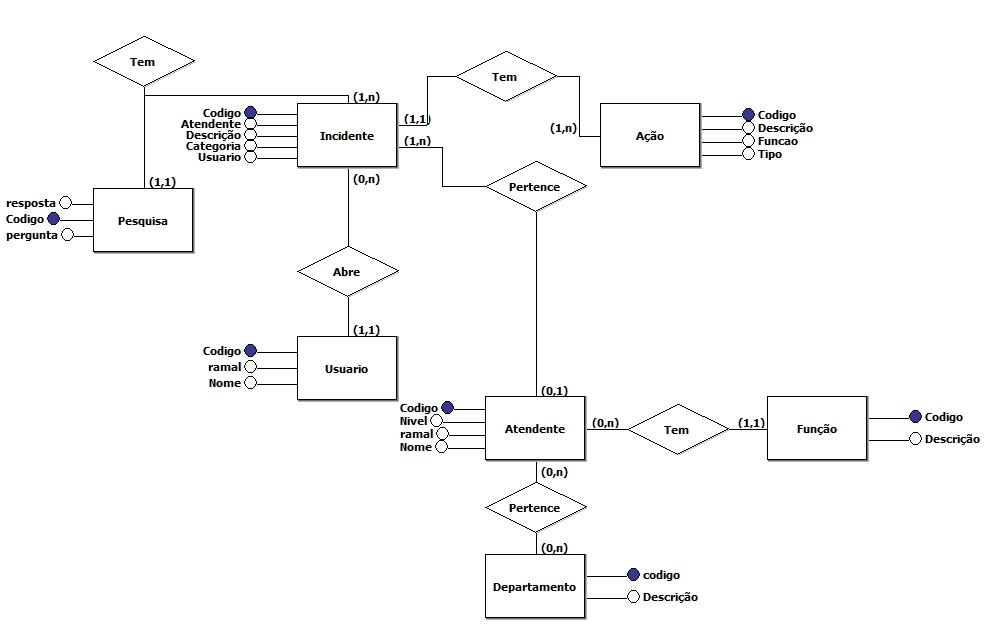 Tem
Tem
(1,n)
Codigo
Atendente
Descrição
Categoria
Usuario
Incidente
(1,1)
(1,n)
(1,n)
Ação
Codigo
Descrição
Funcao
Tipo
(0,n)
Pertence
(1,1)
resposta
Codigo
pergunta
Pesquisa
Abre
(1,1)
Codigo
ramal
Nome
Usuario
(0,1)
Codigo
Nivel
ramal
Nome
Atendente
(0,n)
Tem
(1,1)
Função
Codigo
Descrição
(0,n)
Pertence
(0,n)
Departamento
codigo
Descrição